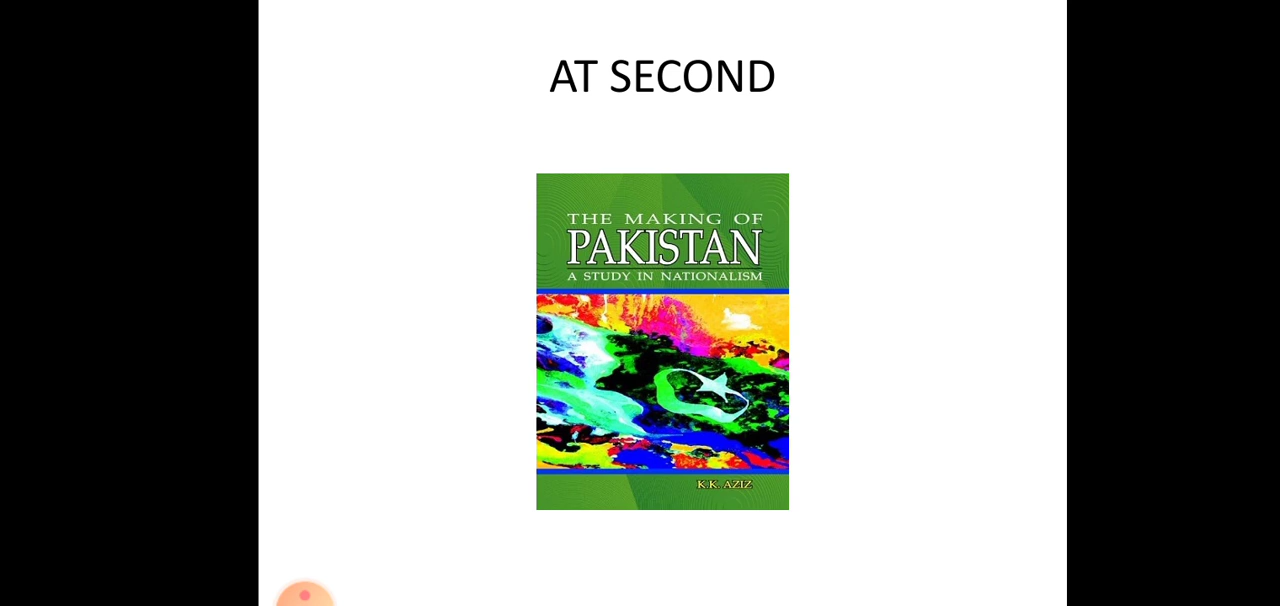 AT SECOND
THE MAKING OF
PAKISTAN
A STUDY IN NATIONALISM
K.K. AZIZ